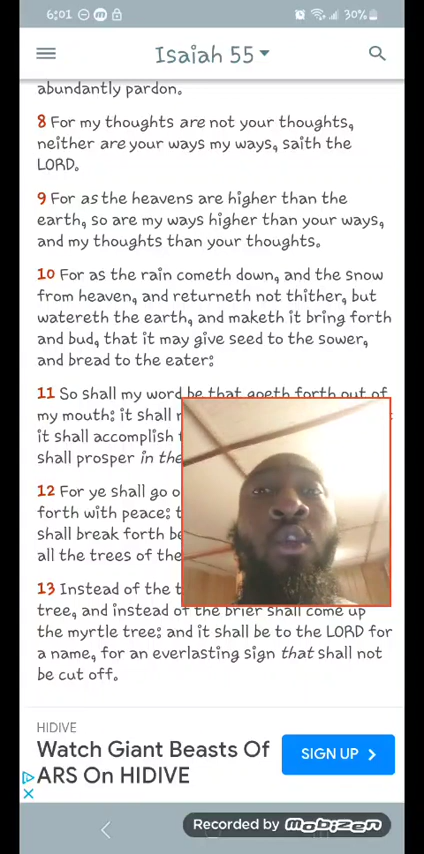 6:01
30%
Isaiah 55
abundantly pardon.
8 For my thoughts are not your thoughts,
neither are your ways my ways, saith the
LORD.
9 For as the heavens are higher than the
earth, so are my ways higher than your ways,
and my thoughts than your thoughts.
10 For as the rain cometh down, and the snow
from heaven, and returneth not thither, but
watereth the earth, and maketh it bring forth
and bud, that it may give seed to the sower,
and bread to the eater:
11 So shall my word be that goeth forth out of
my mouth: it shall
it shall accomplish
shall prosper in the
12 For ye shall go
forth with peace:
shall break forth
all the trees of the
13 Instead of the
tree, and instead of the brier shall come up
the myrtle tree: and it shall be to the LORD for
a name, for an everlasting sign that shall not
be cut off.
HIDIVE
Watch Giant Beasts Of
ARS On HIDIVE
SIGN UP
Recorded by mobizen